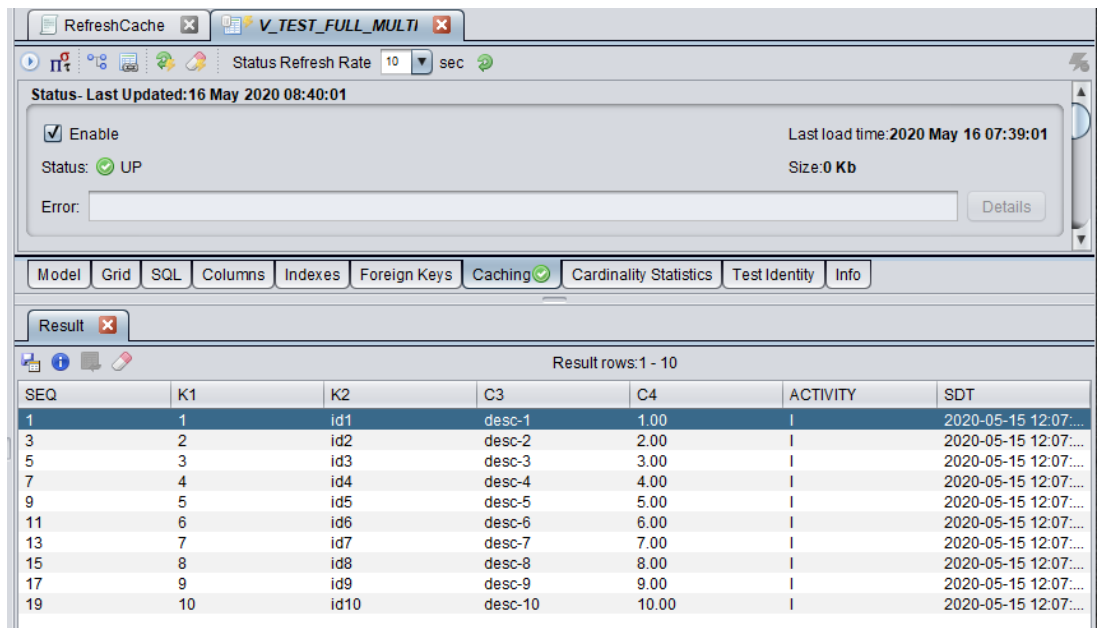 RefreshCache V_TEST_FULL_MULTI
Status Refresh Rate 10 sec
Status- Last Updated:16 May 2020 08:40:01
Enable Last load time:2020 May 16 07:39:01
Status: UP Size:0 Kb
Error: Details
Model Grid SQL Columns Indexes Foreign Keys Caching Cardinality Statistics Test Identity Info
Result
Result rows:1 - 10
SEQ K1 K2 C3 C4 ACTIVITY SDT
1 1 id1 desc-1 1.00 I 2020-05-15 12:07:...
3 2 id2 desc-2 2.00 I 2020-05-15 12:07:...
5 3 id3 desc-3 3.00 I 2020-05-15 12:07:...
7 4 id4 desc-4 4.00 I 2020-05-15 12:07:...
9 5 id5 desc-5 5.00 I 2020-05-15 12:07:...
11 6 id6 desc-6 6.00 I 2020-05-15 12:07:...
13 7 id7 desc-7 7.00 I 2020-05-15 12:07:...
15 8 id8 desc-8 8.00 I 2020-05-15 12:07:...
17 9 id9 desc-9 9.00 I 2020-05-15 12:07:...
19 10 id10 desc-10 10.00 I 2020-05-15 12:07:...